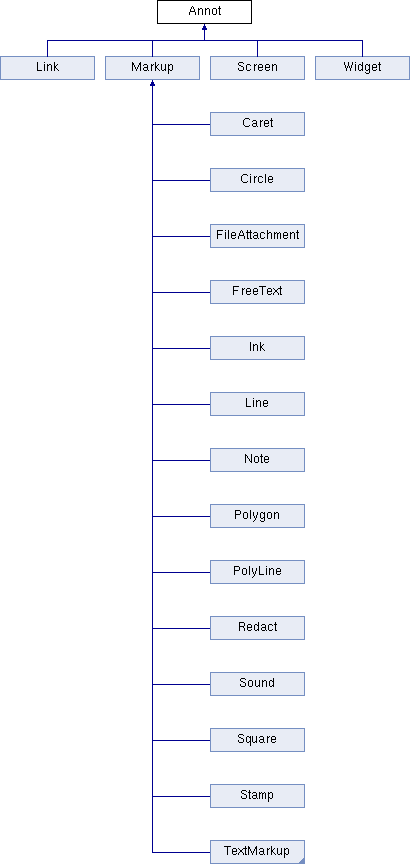 Annot
Link Markup Screen Widget
Caret
Circle
FileAttachment
FreeText
Ink
Line
Note
Polygon
PolyLine
Redact
Sound
Square
Stamp
TextMarkup